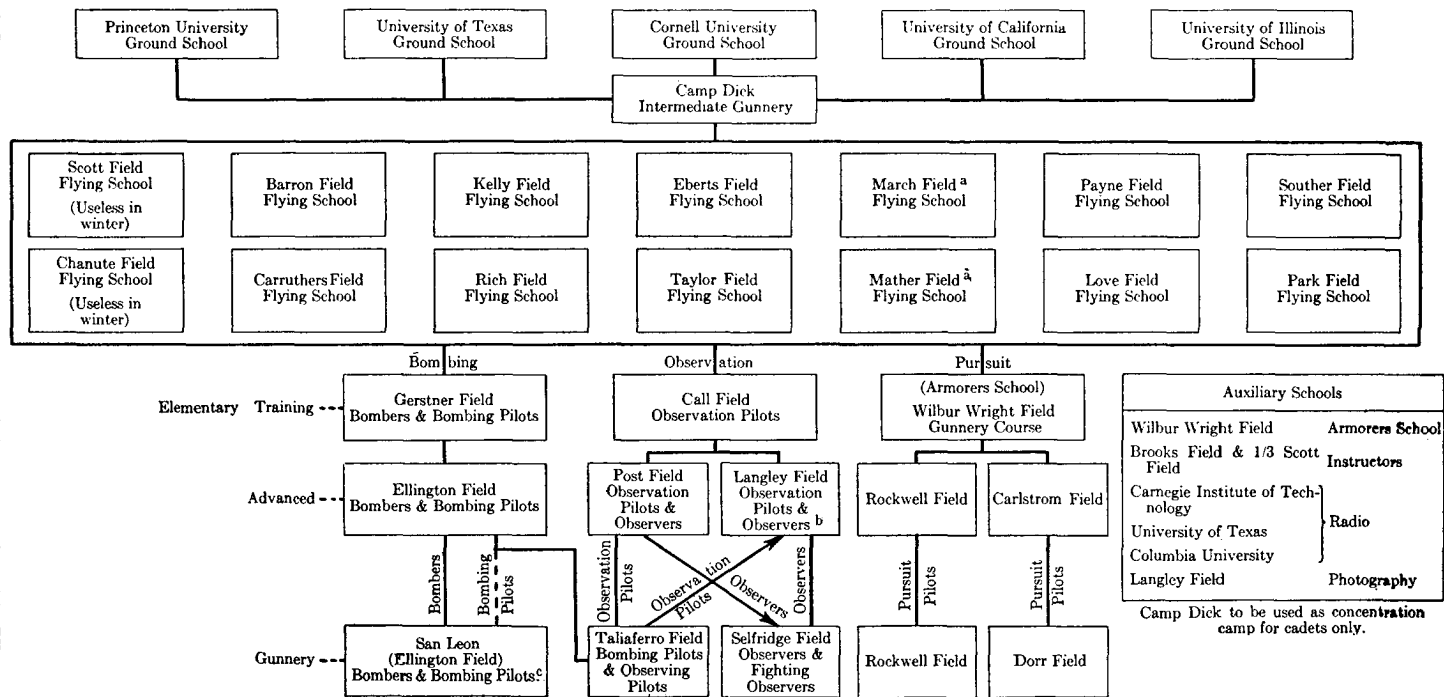 Princeton University
Ground School
University of Texas
Ground School
Cornell University
Ground School
University of California
Ground School
University of Illinois
Ground School
Camp Dick
Intermediate Gunnery
Scott Field
Flying School
(Useless in
winter)
Barron Field
Flying School
Kelly Field
Flying School
Eberts Field
Flying School
March Field a
Flying School
Payne Field
Flying School
Souther Field
Flying School
Chanute Field
Flying School
(Useless in
winter)
Carruthers Field
Flying School
Rich Field
Flying School
Taylor Field
Flying School
Mather Field a
Flying School
Love Field
Flying School
Park Field
Flying School
Bombing
Observation
Pursuit
Elementary Training
Gerstner Field
Bombers & Bombing Pilots
Call Field
Observation Pilots
(Armorers School)
Wilbur Wright Field
Gunnery Course
Advanced
Ellington Field
Bombers & Bombing Pilots
Post Field
Observation
Pilots &
Observers
Langley Field
Observation
Pilots &
Observers b
Rockwell Field
Carlstrom Field
Bombers
Bombing
Pilots
Observation
Pilots
Observation
Pilots
Observers
Observers
Pursuit
Pilots
Pursuit
Pilots
Gunnery
San Leon
(Ellington Field)
Bombers & Bombing Pilots c
Taliaferro Field
Bombing Pilots
& Observing
Pilots
Selfridge Field
Observers &
Fighting
Observers
Rockwell Field
Dorr Field
Auxiliary Schools
Wilbur Wright Field Armorers School
Brooks Field & 1/3 Scott
Field Instructors
Carnegie Institute of Tech-
nology
Radio
University of Texas
Columbia University
Langley Field Photography
Camp Dick to be used as concentration
camp for cadets only.